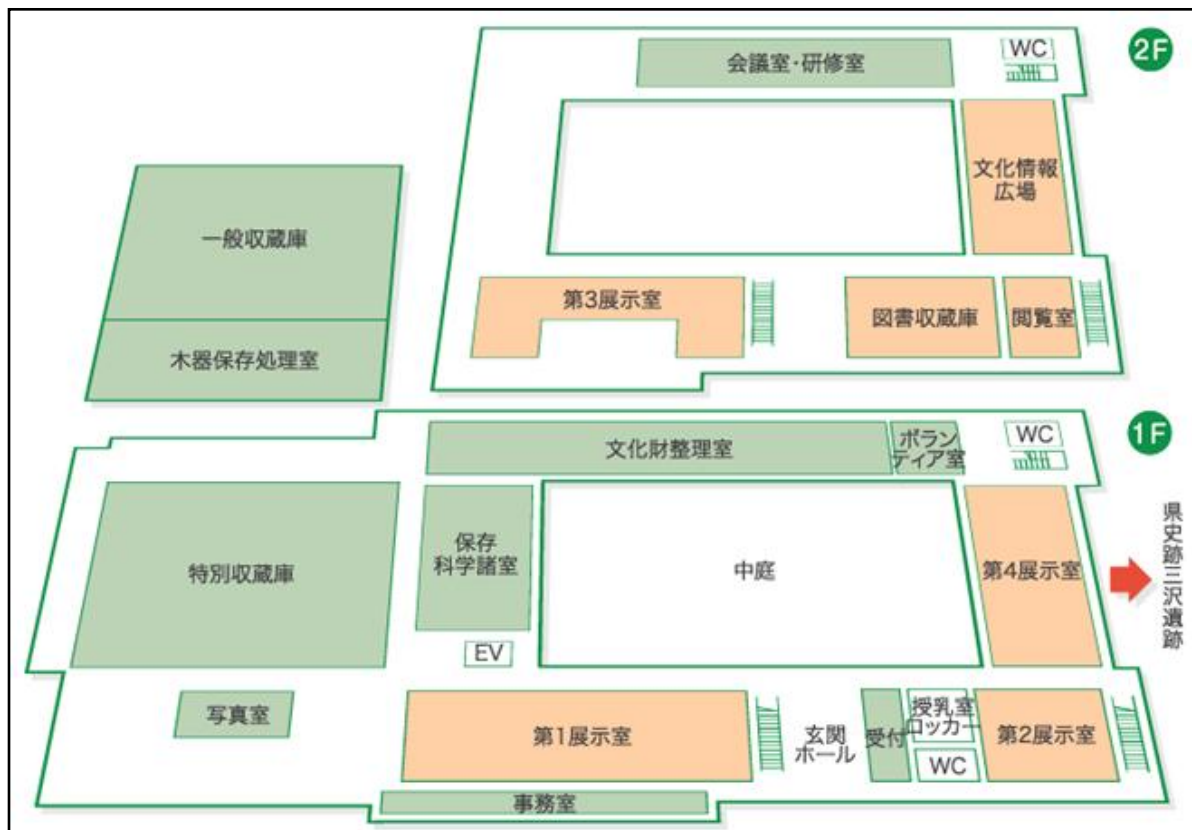 2F
会議室・研修室
WC
文化情報
広場
一般収蔵庫
木器保存処理室
第3展示室
図書収蔵庫
閲覧室
1F
文化財整理室
ボラン
ティア室
WC
特別収蔵庫
保存
科学諸室
中庭
第4展示室
県史跡三沢遺跡
EV
写真室
第1展示室
玄関
ホール
受付
授乳室
ロッカー
WC
第2展示室
事務室